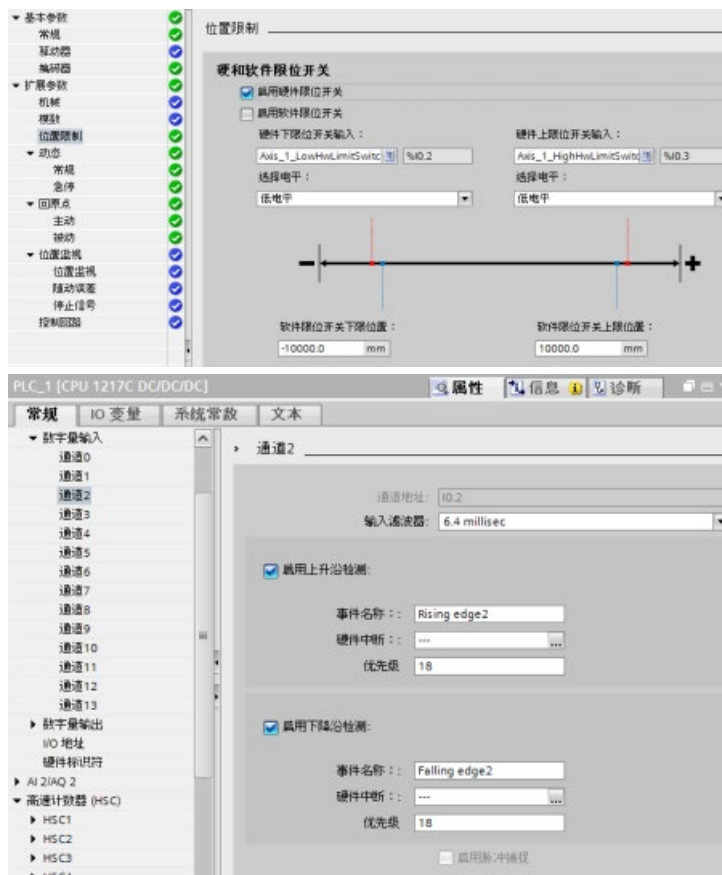 基本参数
常规
驱动器
编码器
扩展参数
机械
模数
位置限制
动态
常规
急停
回原点
主动
被动
位置监视
位置监视
随动误差
停止信号
控制回路
位置限制
硬和软件限位开关
启用硬件限位开关
启用软件限位开关
硬件下限位开关输入：
硬件上限位开关输入：
Axis_1_LowHwLimitSwitc %I0.2
Axis_1_HighHwLimitSwitc %I0.3
选择电平：
选择电平：
低电平
低电平
- +
软件限位开关下限位置：
软件限位开关上限位置：
-10000.0 mm
10000.0 mm
PLC_1 [CPU 1217C DC/DC/DC]
属性 信息 诊断
常规 IO 变量 系统常数 文本
数字量输入
通道0
通道1
通道2
通道3
通道4
通道5
通道6
通道7
通道8
通道9
通道10
通道11
通道12
通道13
数字量输出
I/O 地址
硬件标识符
AI 2/AQ 2
高速计数器 (HSC)
HSC1
HSC2
HSC3
通道2
通道地址: I0.2
输入滤波器: 6.4 millisec
启用上升沿检测:
事件名称：: Rising edge2
硬件中断：: --- ...
优先级 18
启用下降沿检测:
事件名称：: Falling edge2
硬件中断：: --- ...
优先级 18
启用脉冲捕捉